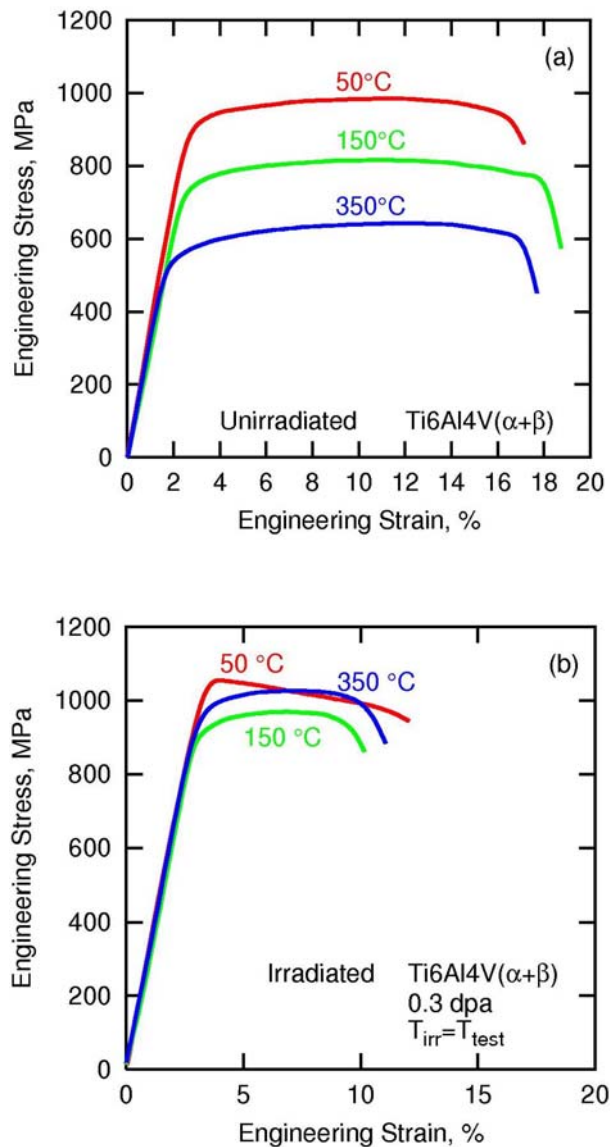 (a)
1200
1000
800
600
400
200
0
Engineering Stress, MPa
50°C
150°C
350°C
Unirradiated Ti6Al4V(α+β)
0 2 4 6 8 10 12 14 16 18 20
Engineering Strain, %
(b)
1200
1000
800
600
400
200
0
Engineering Stress, MPa
50 °C
350 °C
150 °C
Irradiated Ti6Al4V(α+β)
0.3 dpa
Tirr=Ttest
0 5 10 15 20
Engineering Strain, %